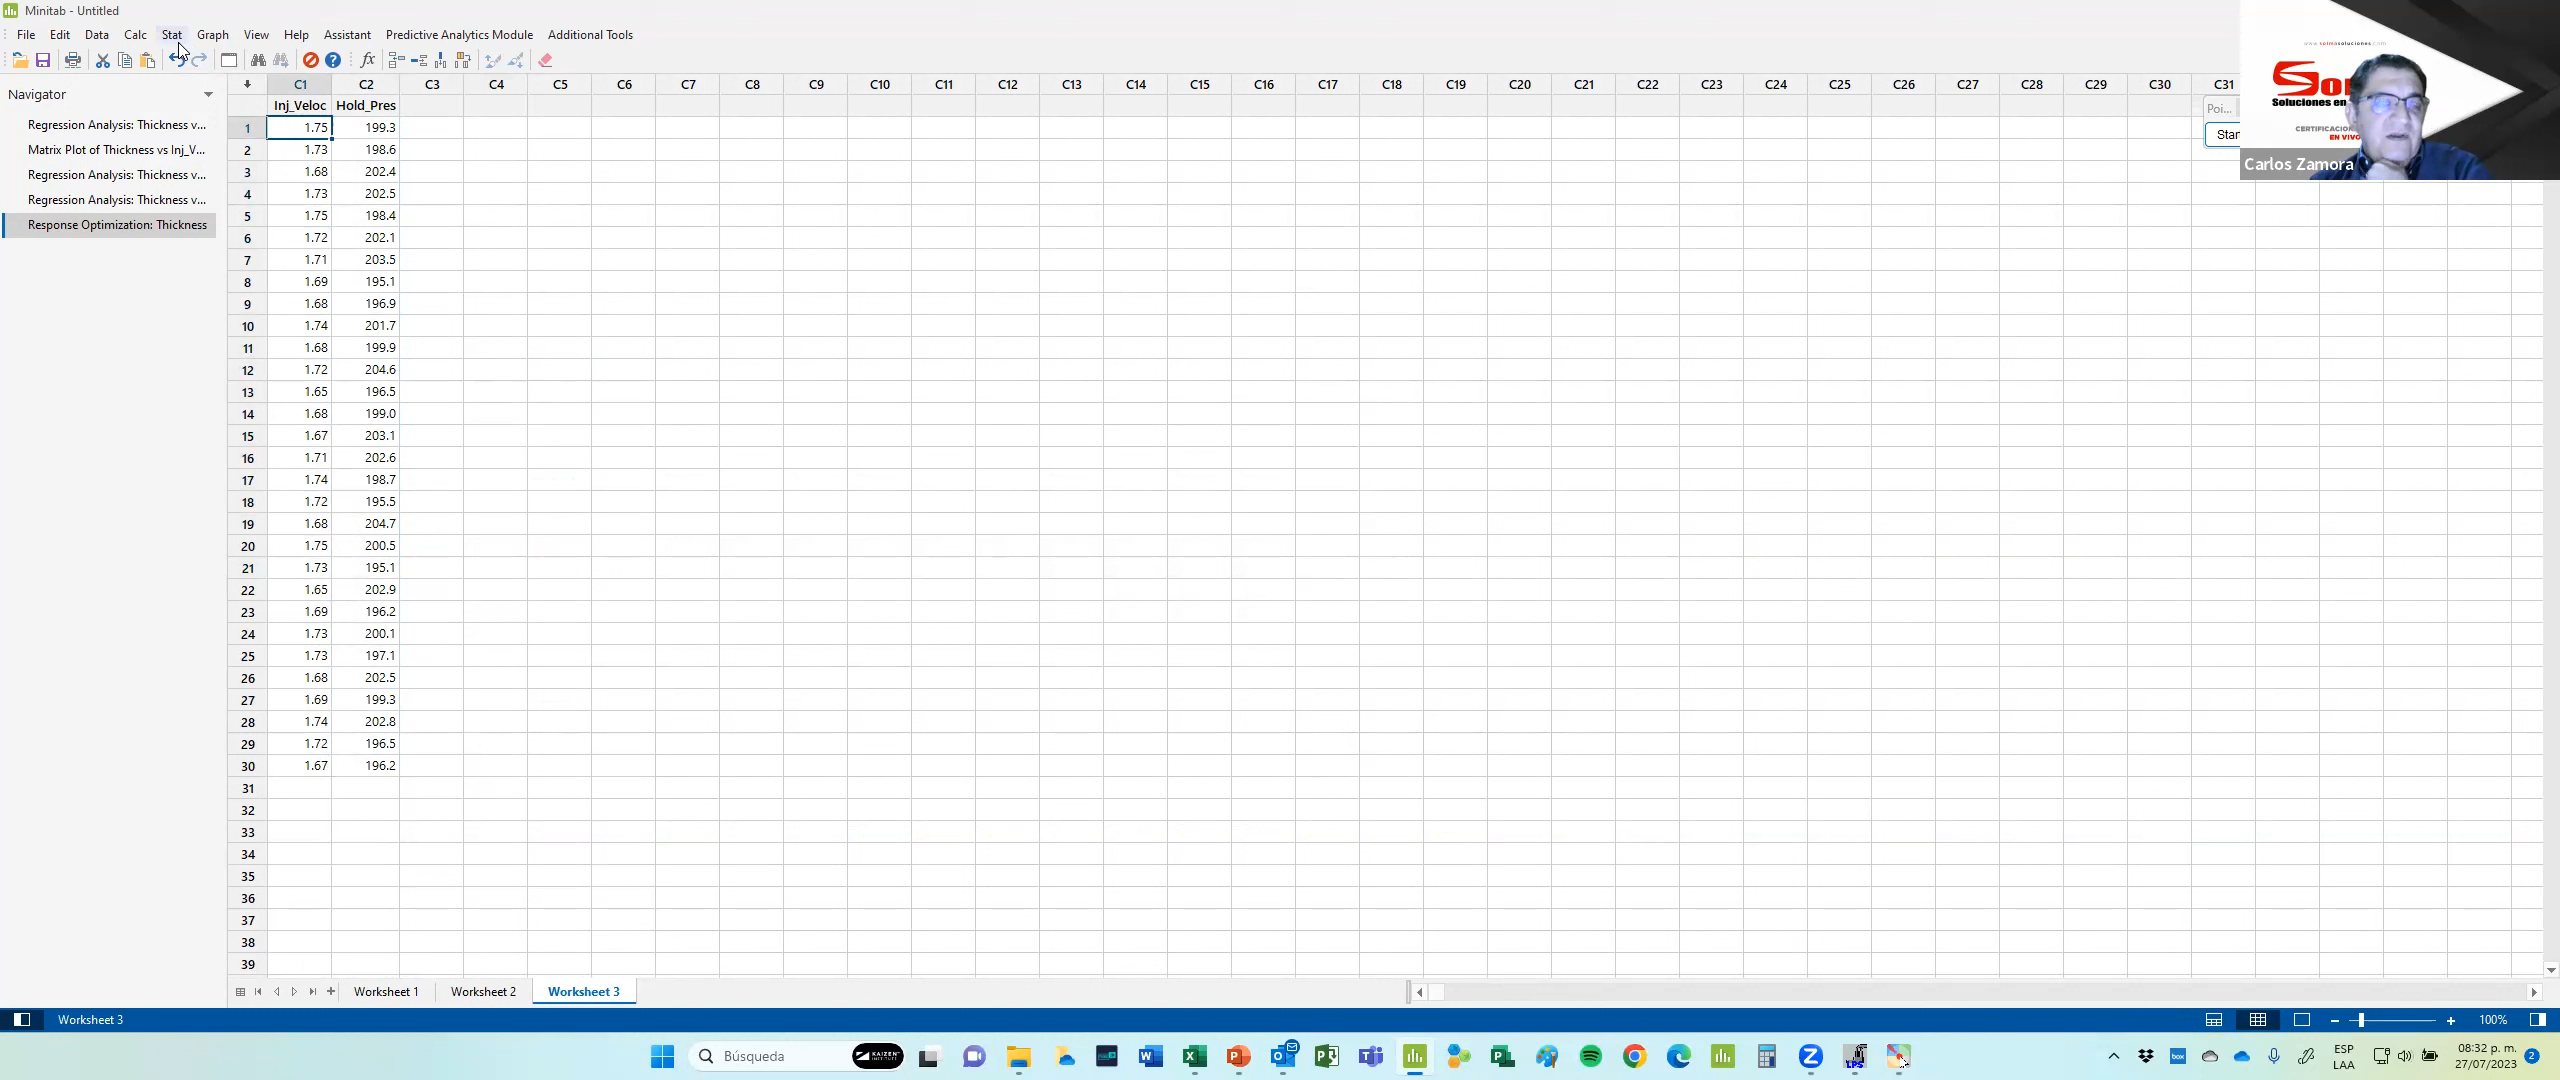 Minitab - Untitled
File Edit Data Calc Stat Graph View Help Assistant Predictive Analytics Module Additional Tools
Navigator
Regression Analysis: Thickness v...
Matrix Plot of Thickness vs Inj_V...
Regression Analysis: Thickness v...
Regression Analysis: Thickness v...
Response Optimization: Thickness
C1 C2 C3 C4 C5 C6 C7 C8 C9 C10 C11 C12 C13 C14 C15 C16 C17 C18 C19 C20 C21 C22 C23 C24 C25 C26 C27 C28 C29 C30 C31
Inj_Veloc Hold_Pres
1 1.75 199.3
2 1.73 198.6
3 1.68 202.4
4 1.73 202.5
5 1.75 198.4
6 1.72 202.1
7 1.71 203.5
8 1.69 195.1
9 1.68 196.9
10 1.74 201.7
11 1.68 199.9
12 1.72 204.6
13 1.65 196.5
14 1.68 199.0
15 1.67 203.1
16 1.71 202.6
17 1.74 198.7
18 1.72 195.5
19 1.68 204.7
20 1.75 200.5
21 1.73 195.1
22 1.65 202.9
23 1.69 196.2
24 1.73 200.1
25 1.73 197.1
26 1.68 202.5
27 1.69 199.3
28 1.74 202.8
29 1.72 196.5
30 1.67 196.2
31
32
33
34
35
36
37
38
39
Worksheet 1 Worksheet 2 Worksheet 3
Worksheet 3
100%
Búsqueda
KAIZEN
ESP
LAA
08:32 p. m.
27/07/2023
2
www.solmasoluciones.com
So
Soluciones en
CERTIFICACION
EN VIVO
Poi...
Star
Carlos Zamora